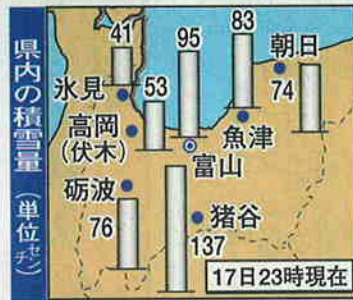 県内の積雪量(単位センチ)
41
95
83
朝日
氷見
53
74
高岡
(伏木)
魚津
富山
砺波
76
猪谷
137
17日23時現在